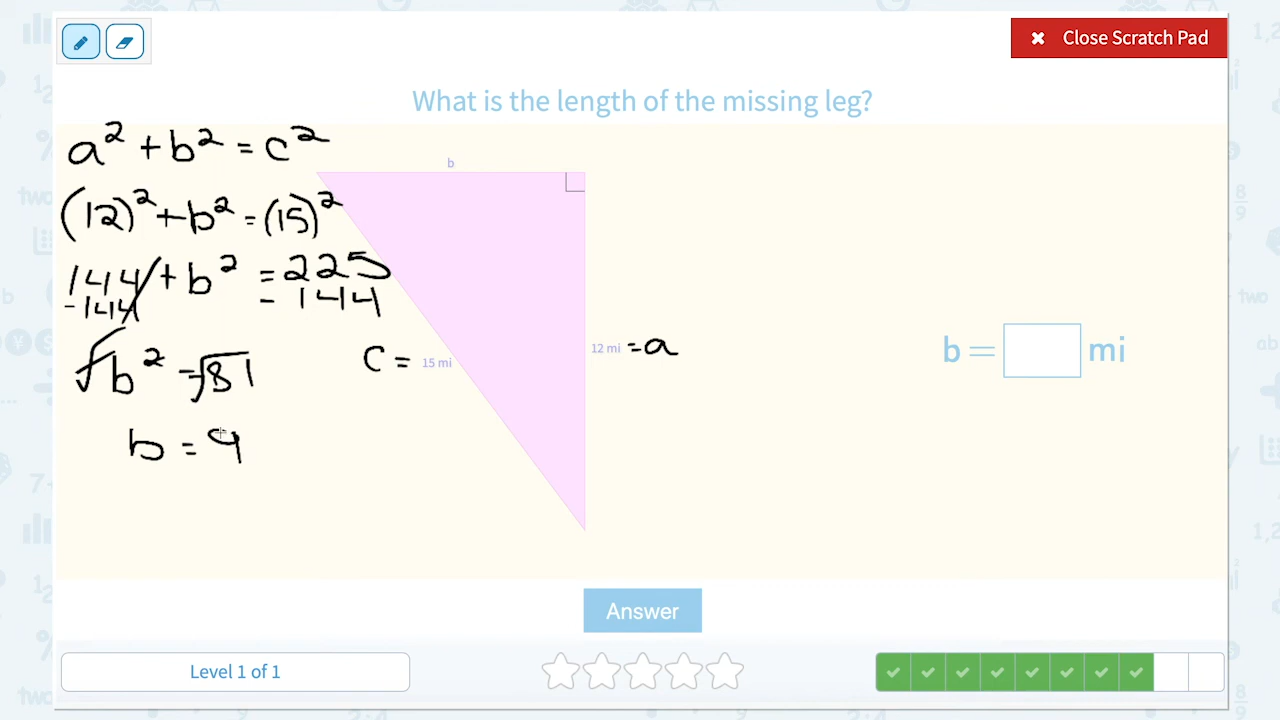 Close Scratch Pad
What is the length of the missing leg?
a² + b² = c²
(12)² + b² = (15)²
144 + b² = 225
-144 - 144
√b² = √81
b = 9
b
C = 15 mi
12 mi = a
b = mi
Answer
Level 1 of 1